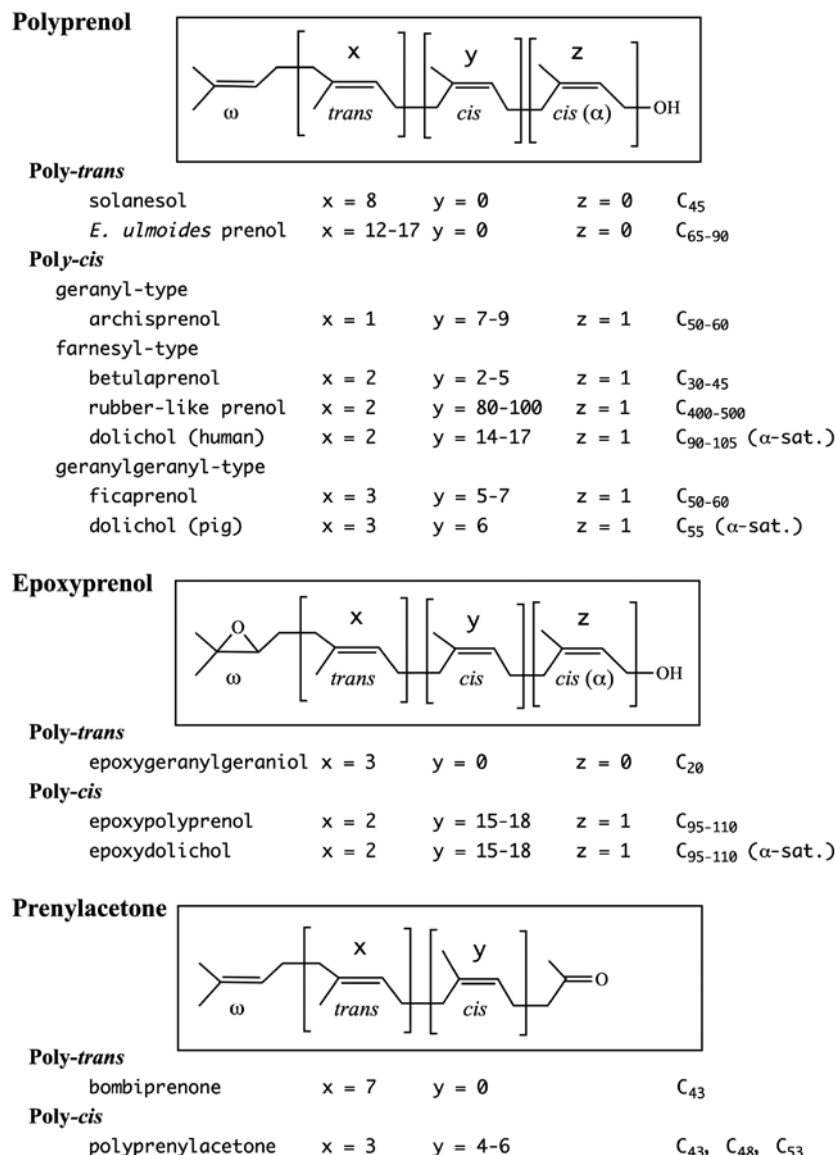 Polyprenol
x y z
ω trans cis cis (α) OH
Poly-trans
solanesol x = 8 y = 0 z = 0 C₄₅
E. ulmoides prenol x = 12-17 y = 0 z = 0 C₆₅₋₉₀
Poly-cis
geranyl-type
archisprenol x = 1 y = 7-9 z = 1 C₅₀₋₆₀
farnesyl-type
betulaprenol x = 2 y = 2-5 z = 1 C₃₀₋₄₅
rubber-like prenol x = 2 y = 80-100 z = 1 C₄₀₀₋₅₀₀
dolichol (human) x = 2 y = 14-17 z = 1 C₉₀₋₁₀₅ (α-sat.)
geranylgeranyl-type
ficaprenol x = 3 y = 5-7 z = 1 C₅₀₋₆₀
dolichol (pig) x = 3 y = 6 z = 1 C₅₅ (α-sat.)
Epoxyprenol
x y z
O
ω trans cis cis (α) OH
Poly-trans
epoxygeranylgeraniol x = 3 y = 0 z = 0 C₂₀
Poly-cis
epoxypolyprenol x = 2 y = 15-18 z = 1 C₉₅₋₁₁₀
epoxydolichol x = 2 y = 15-18 z = 1 C₉₅₋₁₁₀ (α-sat.)
Prenylacetone
x y
O
ω trans cis
Poly-trans
bombiprenone x = 7 y = 0 C₄₃
Poly-cis
polyprenylacetone x = 3 y = 4-6 C₄₃, C₄₈, C₅₃